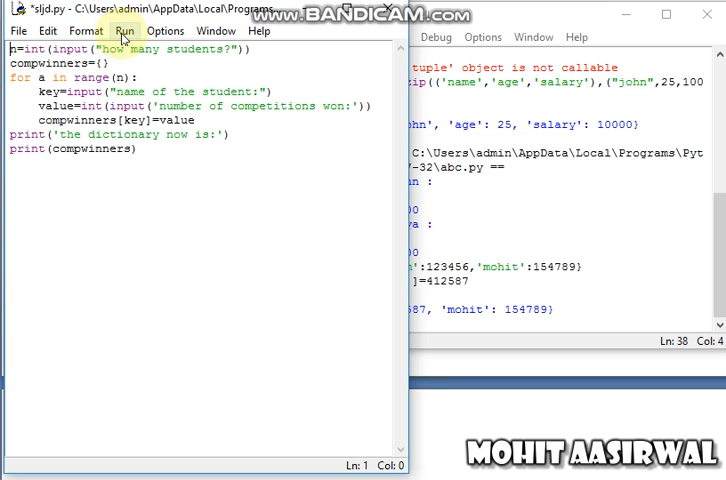 *sljd.py - C:\Users\admin\AppData\Local\Programs...
www.BANDICAM.com
File Edit Format Run Options Window Help
n=int(input("how many students?"))
compwinners={}
for a in range(n):
    key=input("name of the student:")
    value=int(input('number of competitions won:'))
    compwinners[key]=value
print('the dictionary now is:')
print(compwinners)
Ln: 1 Col: 0
Debug Options Window Help
tuple' object is not callable
zip(('name','age','salary'),("john",25,100
ohn', 'age': 25, 'salary': 10000}
C:\Users\admin\AppData\Local\Programs\Pyt
7-32\abc.py ==
hn :
00
ya :
00
':123456,'mohit':154789}
]=412587
587, 'mohit': 154789}
Ln: 38 Col: 4
MOHIT AASIRWAL